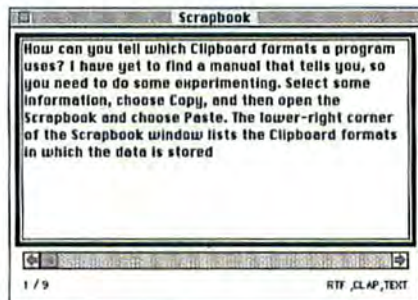 Scrapbook
How can you tell which Clipboard formats a program
uses? I have yet to find a manual that tells you, so
you need to do some experimenting. Select some
information, choose Copy, and then open the
Scrapbook and choose Paste. The lower-right corner
of the Scrapbook window lists the Clipboard formats
in which the data is stored
1 / 9
RTF ,CLAP,TEXT